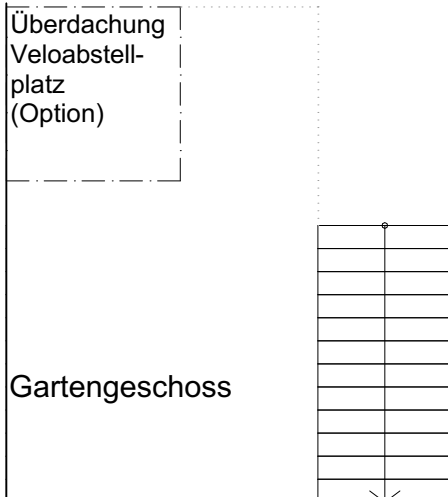 Überdachung
Veloabstell-
platz
(Option)
Gartengeschoss